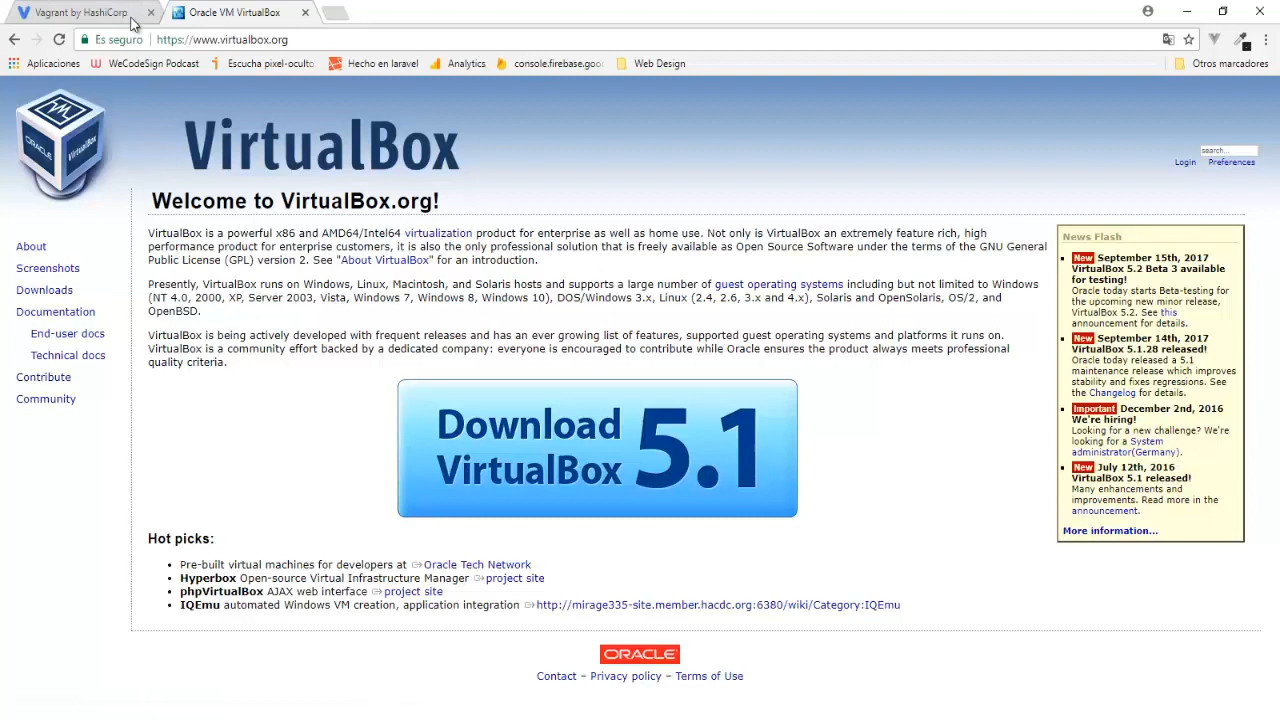 Vagrant by HashiCorp
Oracle VM VirtualBox
Es seguro
https://www.virtualbox.org
Aplicaciones
WeCodeSign Podcast
Escucha pixel-oculto
Hecho en laravel
Analytics
console.firebase.goo
Web Design
Otros marcadores
ORACLE
VirtualBox
VirtualBox
search...
Login Preferences
Welcome to VirtualBox.org!
About
Screenshots
Downloads
Documentation
End-user docs
Technical docs
Contribute
Community
VirtualBox is a powerful x86 and AMD64/Intel64 virtualization product for enterprise as well as home use. Not only is VirtualBox an extremely feature rich, high
performance product for enterprise customers, it is also the only professional solution that is freely available as Open Source Software under the terms of the GNU General
Public License (GPL) version 2. See "About VirtualBox" for an introduction.
Presently, VirtualBox runs on Windows, Linux, Macintosh, and Solaris hosts and supports a large number of guest operating systems including but not limited to Windows
(NT 4.0, 2000, XP, Server 2003, Vista, Windows 7, Windows 8, Windows 10), DOS/Windows 3.x, Linux (2.4, 2.6, 3.x and 4.x), Solaris and OpenSolaris, OS/2, and
OpenBSD.
VirtualBox is being actively developed with frequent releases and has an ever growing list of features, supported guest operating systems and platforms it runs on.
VirtualBox is a community effort backed by a dedicated company: everyone is encouraged to contribute while Oracle ensures the product always meets professional
quality criteria.
Download
VirtualBox 5.1
Hot picks:
Pre-built virtual machines for developers at Oracle Tech Network
Hyperbox Open-source Virtual Infrastructure Manager project site
phpVirtualBox AJAX web interface project site
IQEmu automated Windows VM creation, application integration http://mirage335-site.member.hacdc.org:6380/wiki/Category:IQEmu
News Flash
New September 15th, 2017
VirtualBox 5.2 Beta 3 available
for testing!
Oracle today starts Beta-testing for
the upcoming new minor release,
VirtualBox 5.2. See this
announcement for details.
New September 14th, 2017
VirtualBox 5.1.28 released!
Oracle today released a 5.1
maintenance release which improves
stability and fixes regressions. See
the Changelog for details.
Important December 2nd, 2016
We're hiring!
Looking for a new challenge? We're
looking for a System
administrator(Germany).
New July 12th, 2016
VirtualBox 5.1 released!
Many enhancements and
improvements. Read more in the
announcement.
More information...
ORACLE
Contact – Privacy policy – Terms of Use